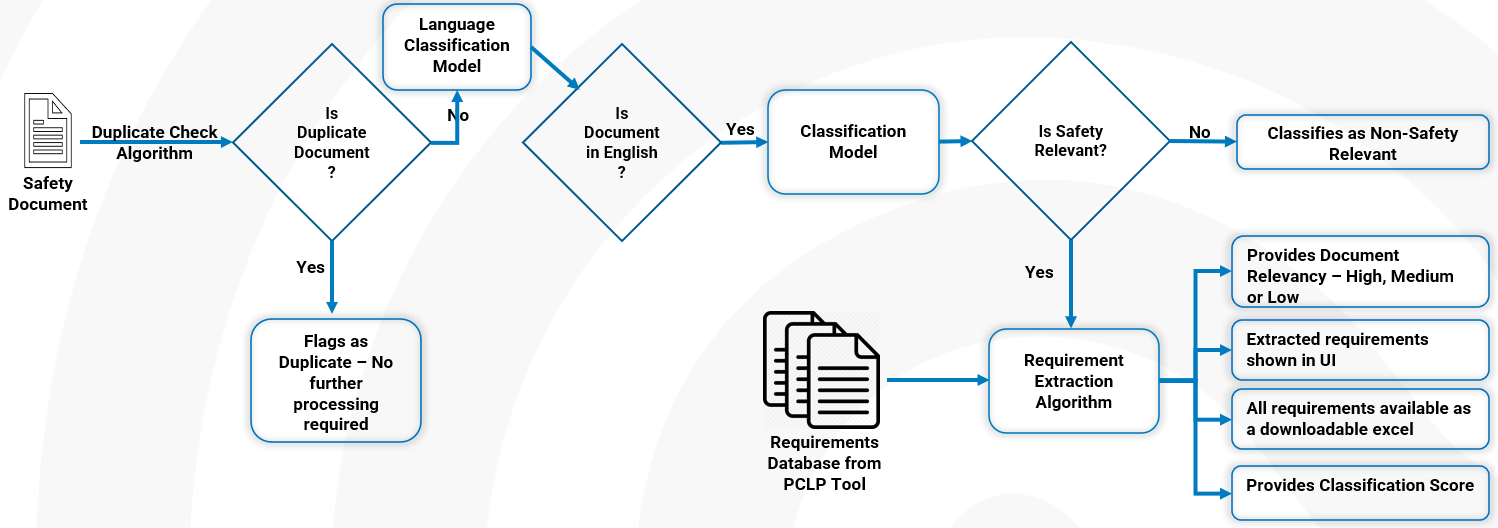 Safety
Document
Duplicate Check
Algorithm
Is
Duplicate
Document
?
Yes
Flags as
Duplicate – No
further
processing
required
No
Language
Classification
Model
Is
Document
in English
?
Yes
Classification
Model
Is Safety
Relevant?
No
Classifies as Non-Safety
Relevant
Yes
Requirements
Database from
PCLP Tool
Requirement
Extraction
Algorithm
Provides Document
Relevancy – High, Medium
or Low
Extracted requirements
shown in UI
All requirements available as
a downloadable excel
Provides Classification Score